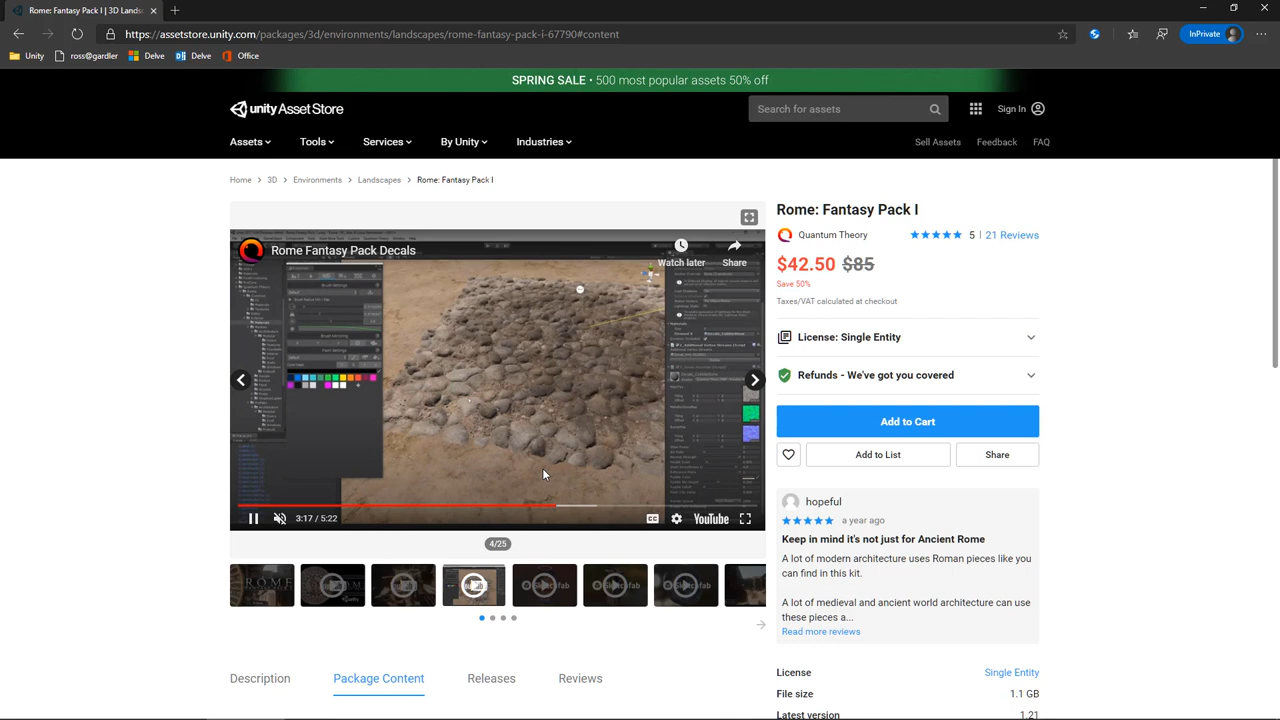 Rome: Fantasy Pack I | 3D Lands
https://assetstore.unity.com/packages/3d/environments/landscapes/rome-fantasy-pack-i-67790#content
InPrivate
Unity
ross@gardler
Delve
Delve
Office
SPRING SALE • 500 most popular assets 50% off
unity Asset Store
Search for assets
Sign In
Assets
Tools
Services
By Unity
Industries
Sell Assets
Feedback
FAQ
Home > 3D > Environments > Landscapes > Rome: Fantasy Pack I
Rome Fantasy Pack Decals
Watch later
Share
3:17 / 5:22
CC
YouTube
4/25
Rome: Fantasy Pack I
Quantum Theory
5 | 21 Reviews
$42.50 $85
Save 50%
Taxes/VAT calculated at checkout
License: Single Entity
Refunds - We've got you covered
Add to Cart
Add to List
Share
hopeful
a year ago
Keep in mind it's not just for Ancient Rome
A lot of modern architecture uses Roman pieces like you
can find in this kit.
A lot of medieval and ancient world architecture can use
these pieces a...
Read more reviews
Description
Package Content
Releases
Reviews
License
Single Entity
File size
1.1 GB
Latest version
1.21